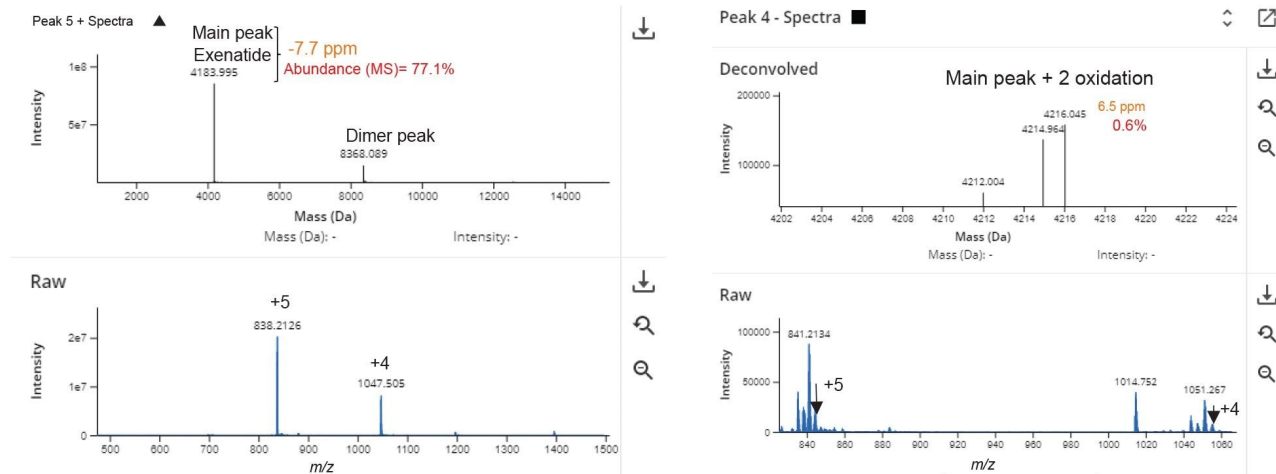 Peak 5 + Spectra ▲
Main peak
Exenatide
-7.7 ppm
Abundance (MS)= 77.1%
4183.995
Dimer peak
8368.089
1e8
5e7
Intensity
2000 4000 6000 8000 10000 12000 14000
Mass (Da)
Mass (Da): - Intensity: -
Raw
+5
838.2126
+4
1047.505
2e7
1e7
0
Intensity
500 600 700 800 900 1000 1100 1200 1300 1400 1500
m/z
Peak 4 - Spectra ■
Deconvolved
Main peak + 2 oxidation
6.5 ppm
0.6%
4216.045
4214.964
4212.004
200000
100000
Intensity
4202 4204 4206 4208 4210 4212 4214 4216 4218 4220 4222 4224
Mass (Da)
Mass (Da): - Intensity: -
Raw
841.2134
+5
1014.752
1051.267
+4
100000
50000
0
Intensity
840 860 880 900 920 940 960 980 1000 1020 1040 1060
m/z